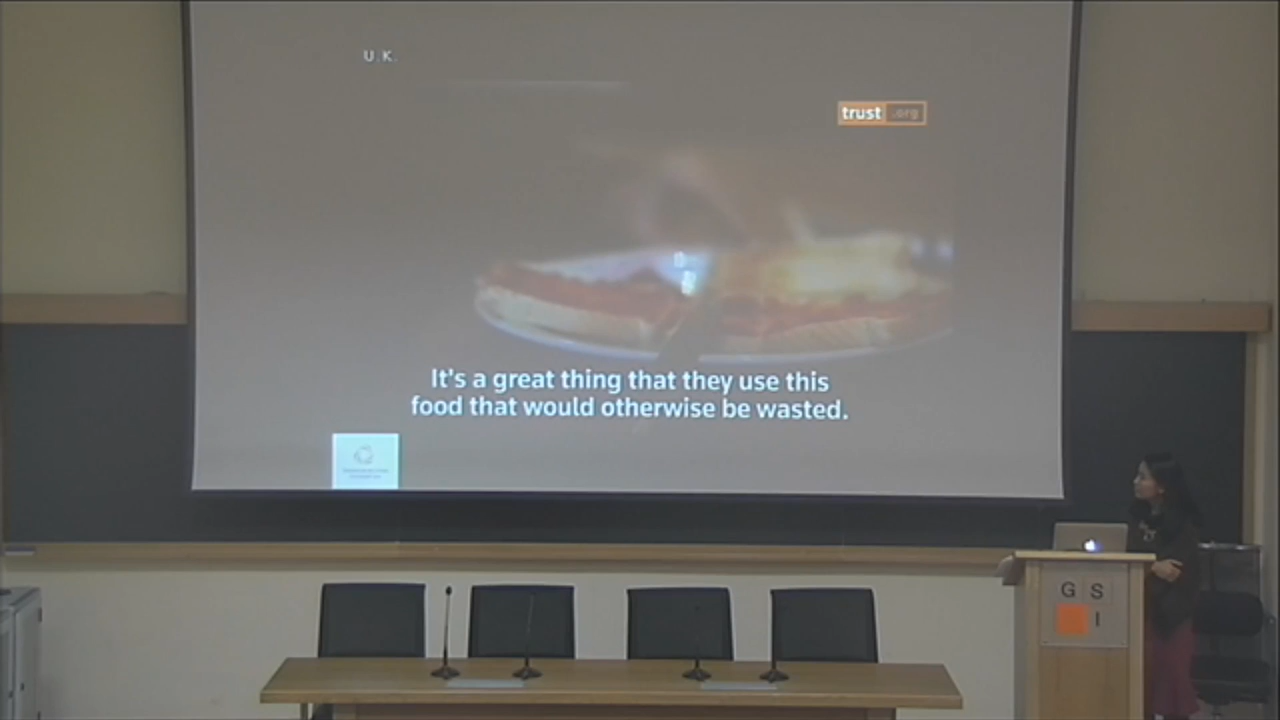 U.K.
trust .org
It's a great thing that they use this
food that would otherwise be wasted.
G S
I